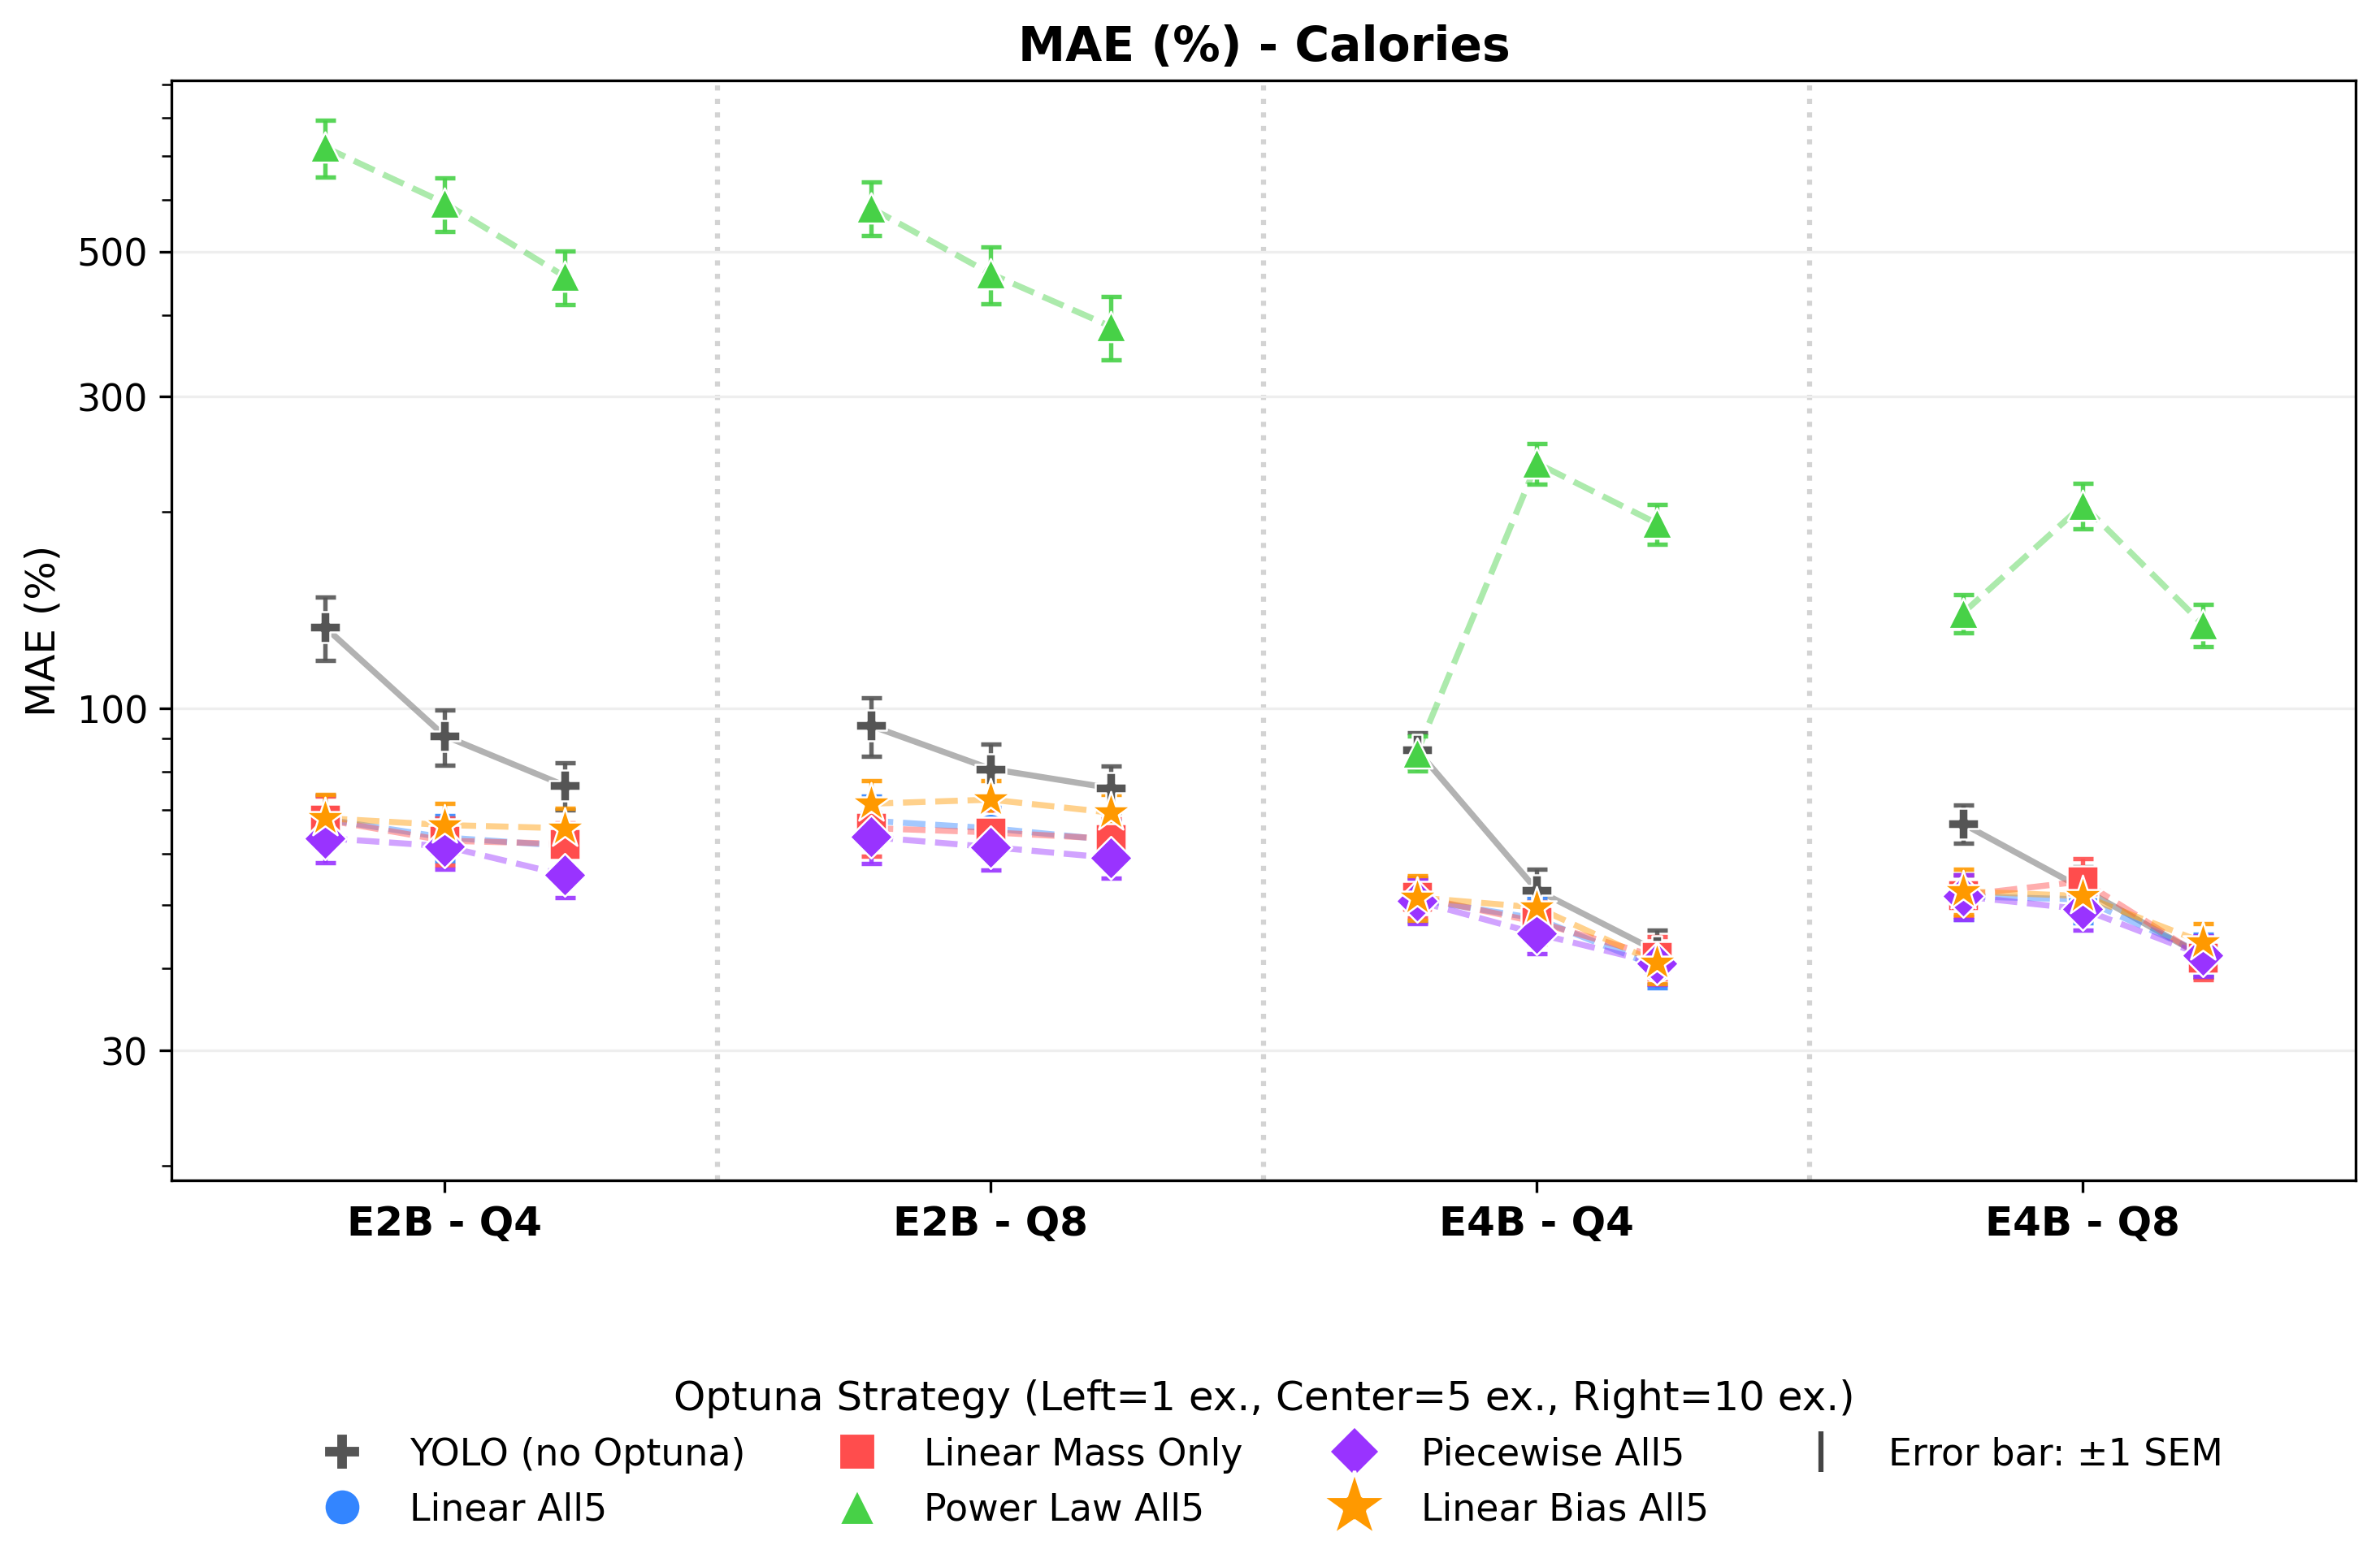 MAE (%) - Calories
MAE (%)
500
300
100
30
E2B - Q4
E2B - Q8
E4B - Q4
E4B - Q8
Optuna Strategy (Left=1 ex., Center=5 ex., Right=10 ex.)
YOLO (no Optuna)
Linear Mass Only
Piecewise All5
Error bar: ±1 SEM
Linear All5
Power Law All5
Linear Bias All5